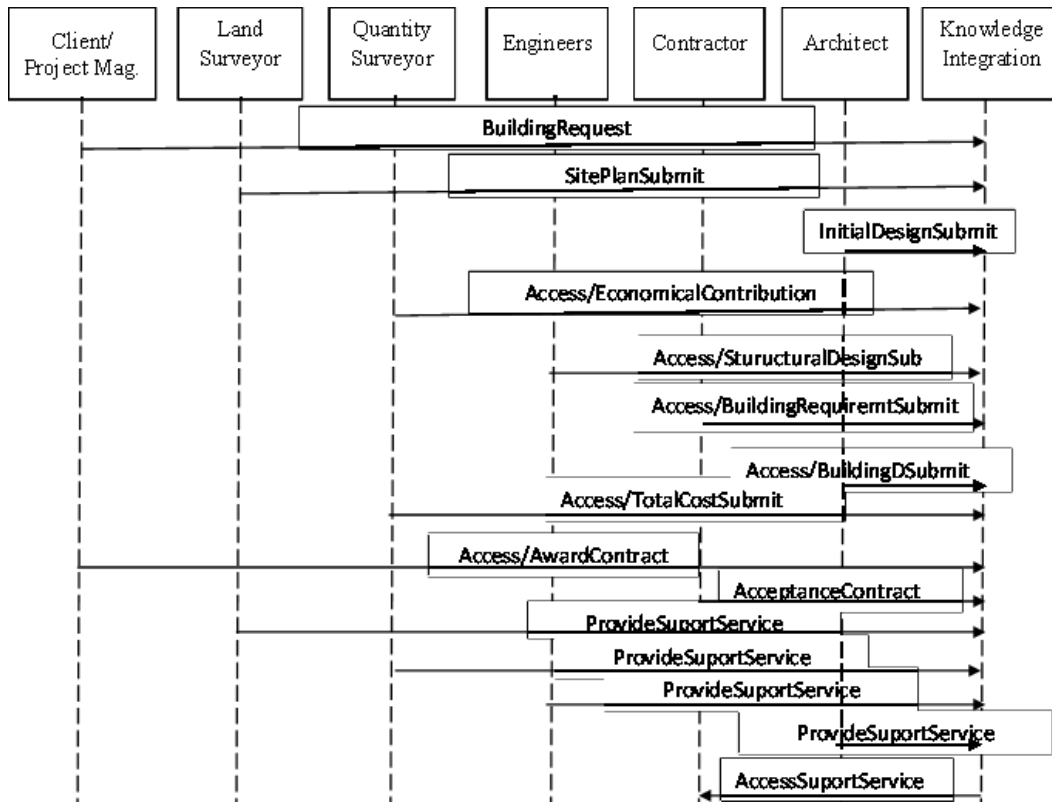 Client/
Project Mag.
Land
Surveyor
Quantity
Surveyor
Engineers
Contractor
Architect
Knowledge
Integration
BuildingRequest
SitePlanSubmit
InitialDesignSubmit
Access/EconomicalContribution
Access/SturucturalDesignSub
Access/BuildingRequiremtSubmit
Access/BuildingDSubmit
Access/TotalCostSubmit
Access/AwardContract
AcceptanceContract
ProvideSuportService
ProvideSuportService
ProvideSuportService
ProvideSuportService
AccessSuportService